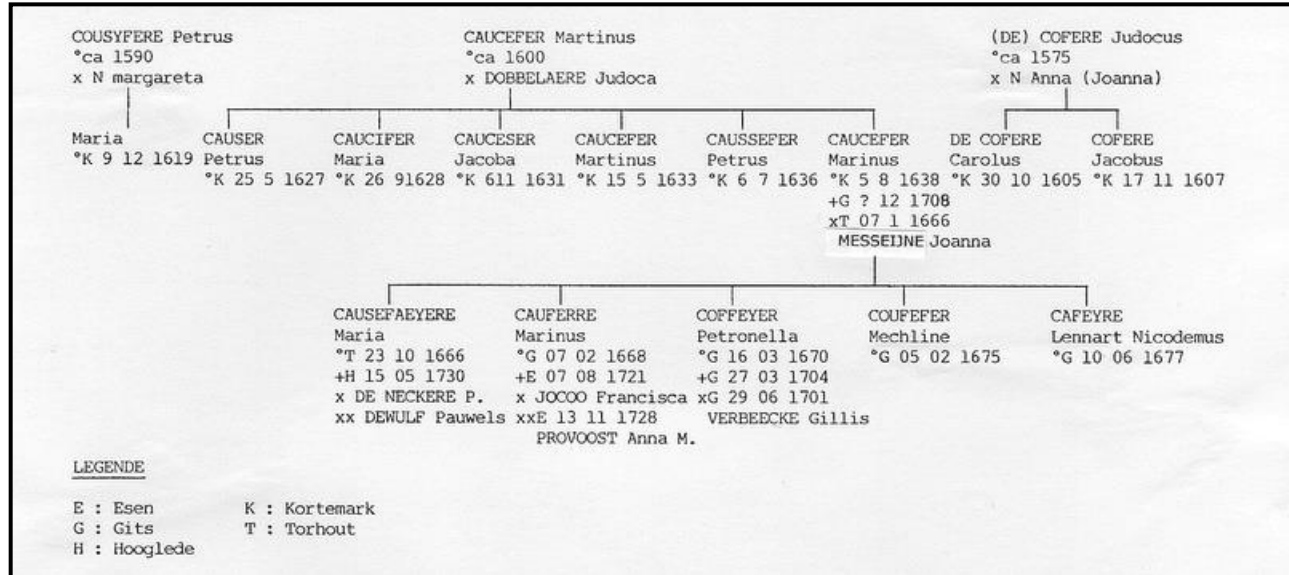 COUSYFERE Petrus
°ca 1590
x N margareta
CAUCEFER Martinus
°ca 1600
x DOBBELAERE Judoca
(DE) COFERE Judocus
°ca 1575
x N Anna (Joanna)
Maria
°K 9 12 1619
CAUSER
Petrus
°K 25 5 1627
CAUCIFER
Maria
°K 26 91628
CAUCESER
Jacoba
°K 611 1631
CAUCEFER
Martinus
°K 15 5 1633
CAUSSEFER
Petrus
°K 6 7 1636
CAUCEFER
Marinus
°K 5 8 1638
+G ? 12 1708
xT 07 1 1666
MESSEIJNE Joanna
DE COFERE
Carolus
°K 30 10 1605
COFERE
Jacobus
°K 17 11 1607
CAUSEFAEYERE
Maria
°T 23 10 1666
+H 15 05 1730
x DE NECKERE P.
xx DEWULF Pauwels
CAUFERRE
Marinus
°G 07 02 1668
+E 07 08 1721
x JOCOO Francisca
xxE 13 11 1728
PROVOOST Anna M.
COFFEYER
Petronella
°G 16 03 1670
+G 27 03 1704
xG 29 06 1701
VERBEECKE Gillis
COUFEFER
Mechline
°G 05 02 1675
CAFEYRE
Lennart Nicodemus
°G 10 06 1677
LEGENDE
E : Esen
G : Gits
H : Hooglede
K : Kortemark
T : Torhout